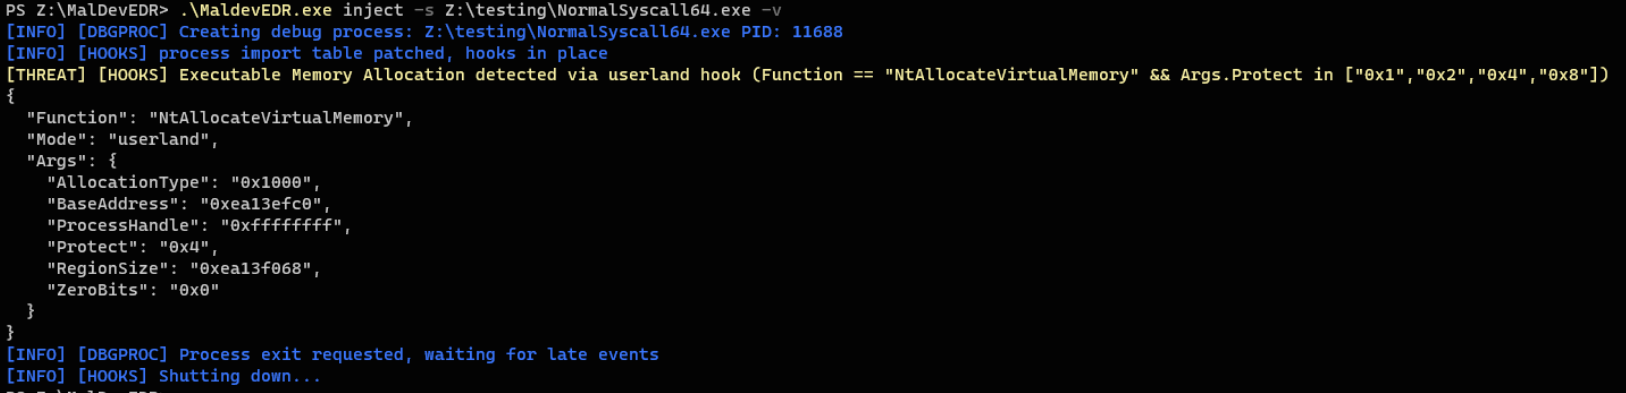 PS Z:\MalDevEDR> .\MaldevEDR.exe inject -s Z:\testing\NormalSyscall64.exe -v
[INFO] [DBGPROC] Creating debug process: Z:\testing\NormalSyscall64.exe PID: 11688
[INFO] [HOOKS] process import table patched, hooks in place
[THREAT] [HOOKS] Executable Memory Allocation detected via userland hook (Function == "NtAllocateVirtualMemory" && Args.Protect in ["0x1","0x2","0x4","0x8"])
{
  "Function": "NtAllocateVirtualMemory",
  "Mode": "userland",
  "Args": {
    "AllocationType": "0x1000",
    "BaseAddress": "0xea13efc0",
    "ProcessHandle": "0xffffffff",
    "Protect": "0x4",
    "RegionSize": "0xea13f068",
    "ZeroBits": "0x0"
  }
}
[INFO] [DBGPROC] Process exit requested, waiting for late events
[INFO] [HOOKS] Shutting down...